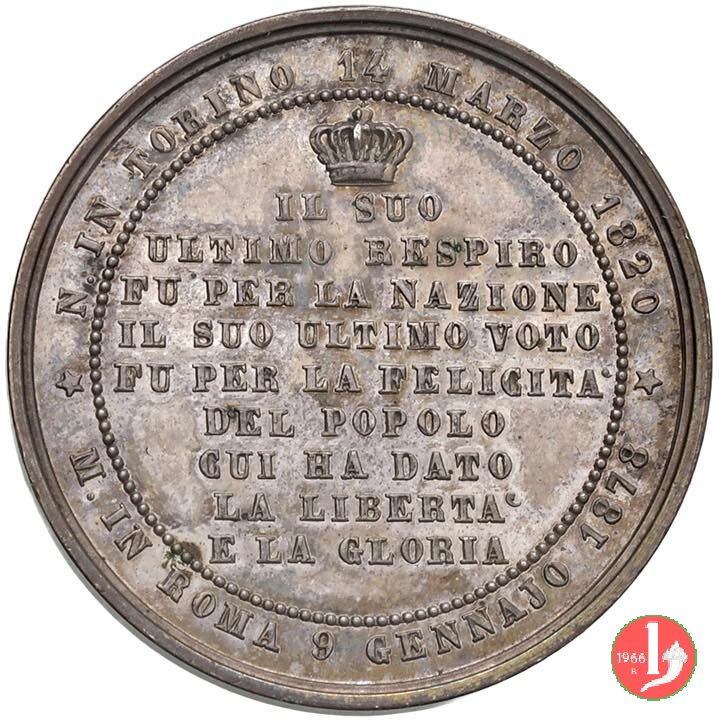 N. IN TORINO 14 MARZO 1820
IL SUO
ULTIMO RESPIRO
FU PER LA NAZIONE
IL SUO ULTIMO VOTO
FU PER LA FELICITA'
DEL POPOLO
CUI HA DATO
LA LIBERTA'
E LA GLORIA
M. IN ROMA 9 GENNAJO 1878
1966
R